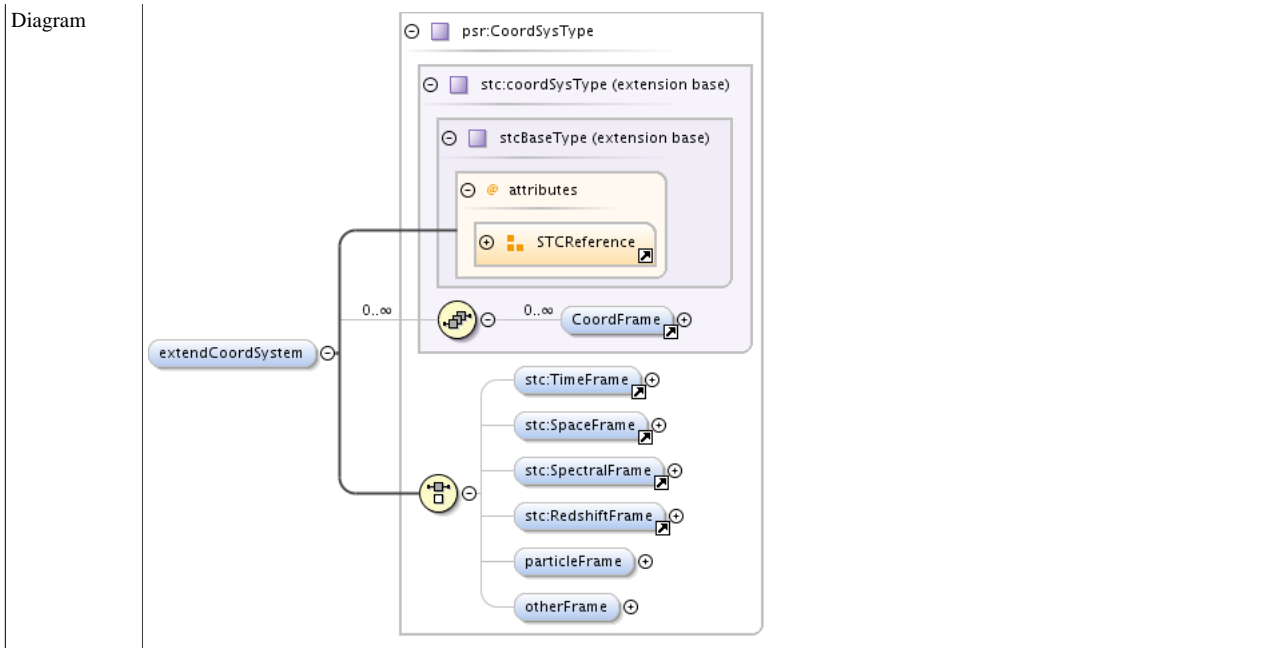 Diagram
psr:CoordSysType
stc:coordSysType (extension base)
stcBaseType (extension base)
@ attributes
STCReference
0..∞
0..∞
CoordFrame
extendCoordSystem
stc:TimeFrame
stc:SpaceFrame
stc:SpectralFrame
stc:RedshiftFrame
particleFrame
otherFrame